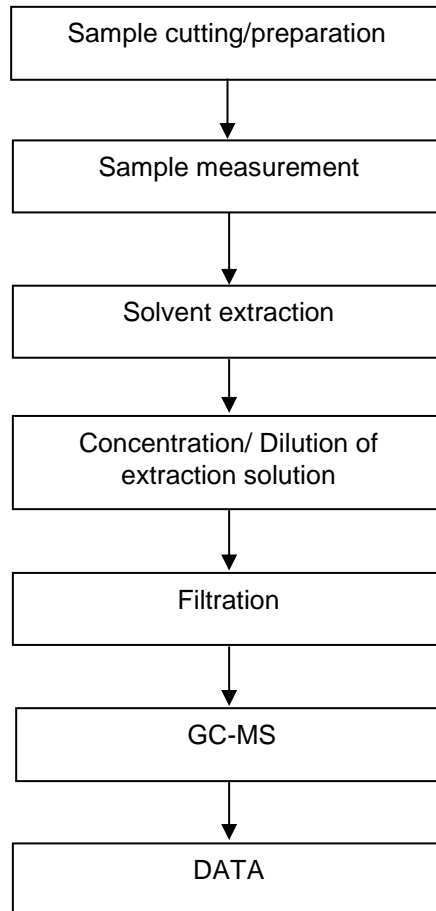 Sample cutting/preparation
Sample measurement
Solvent extraction
Concentration/ Dilution of
extraction solution
Filtration
GC-MS
DATA